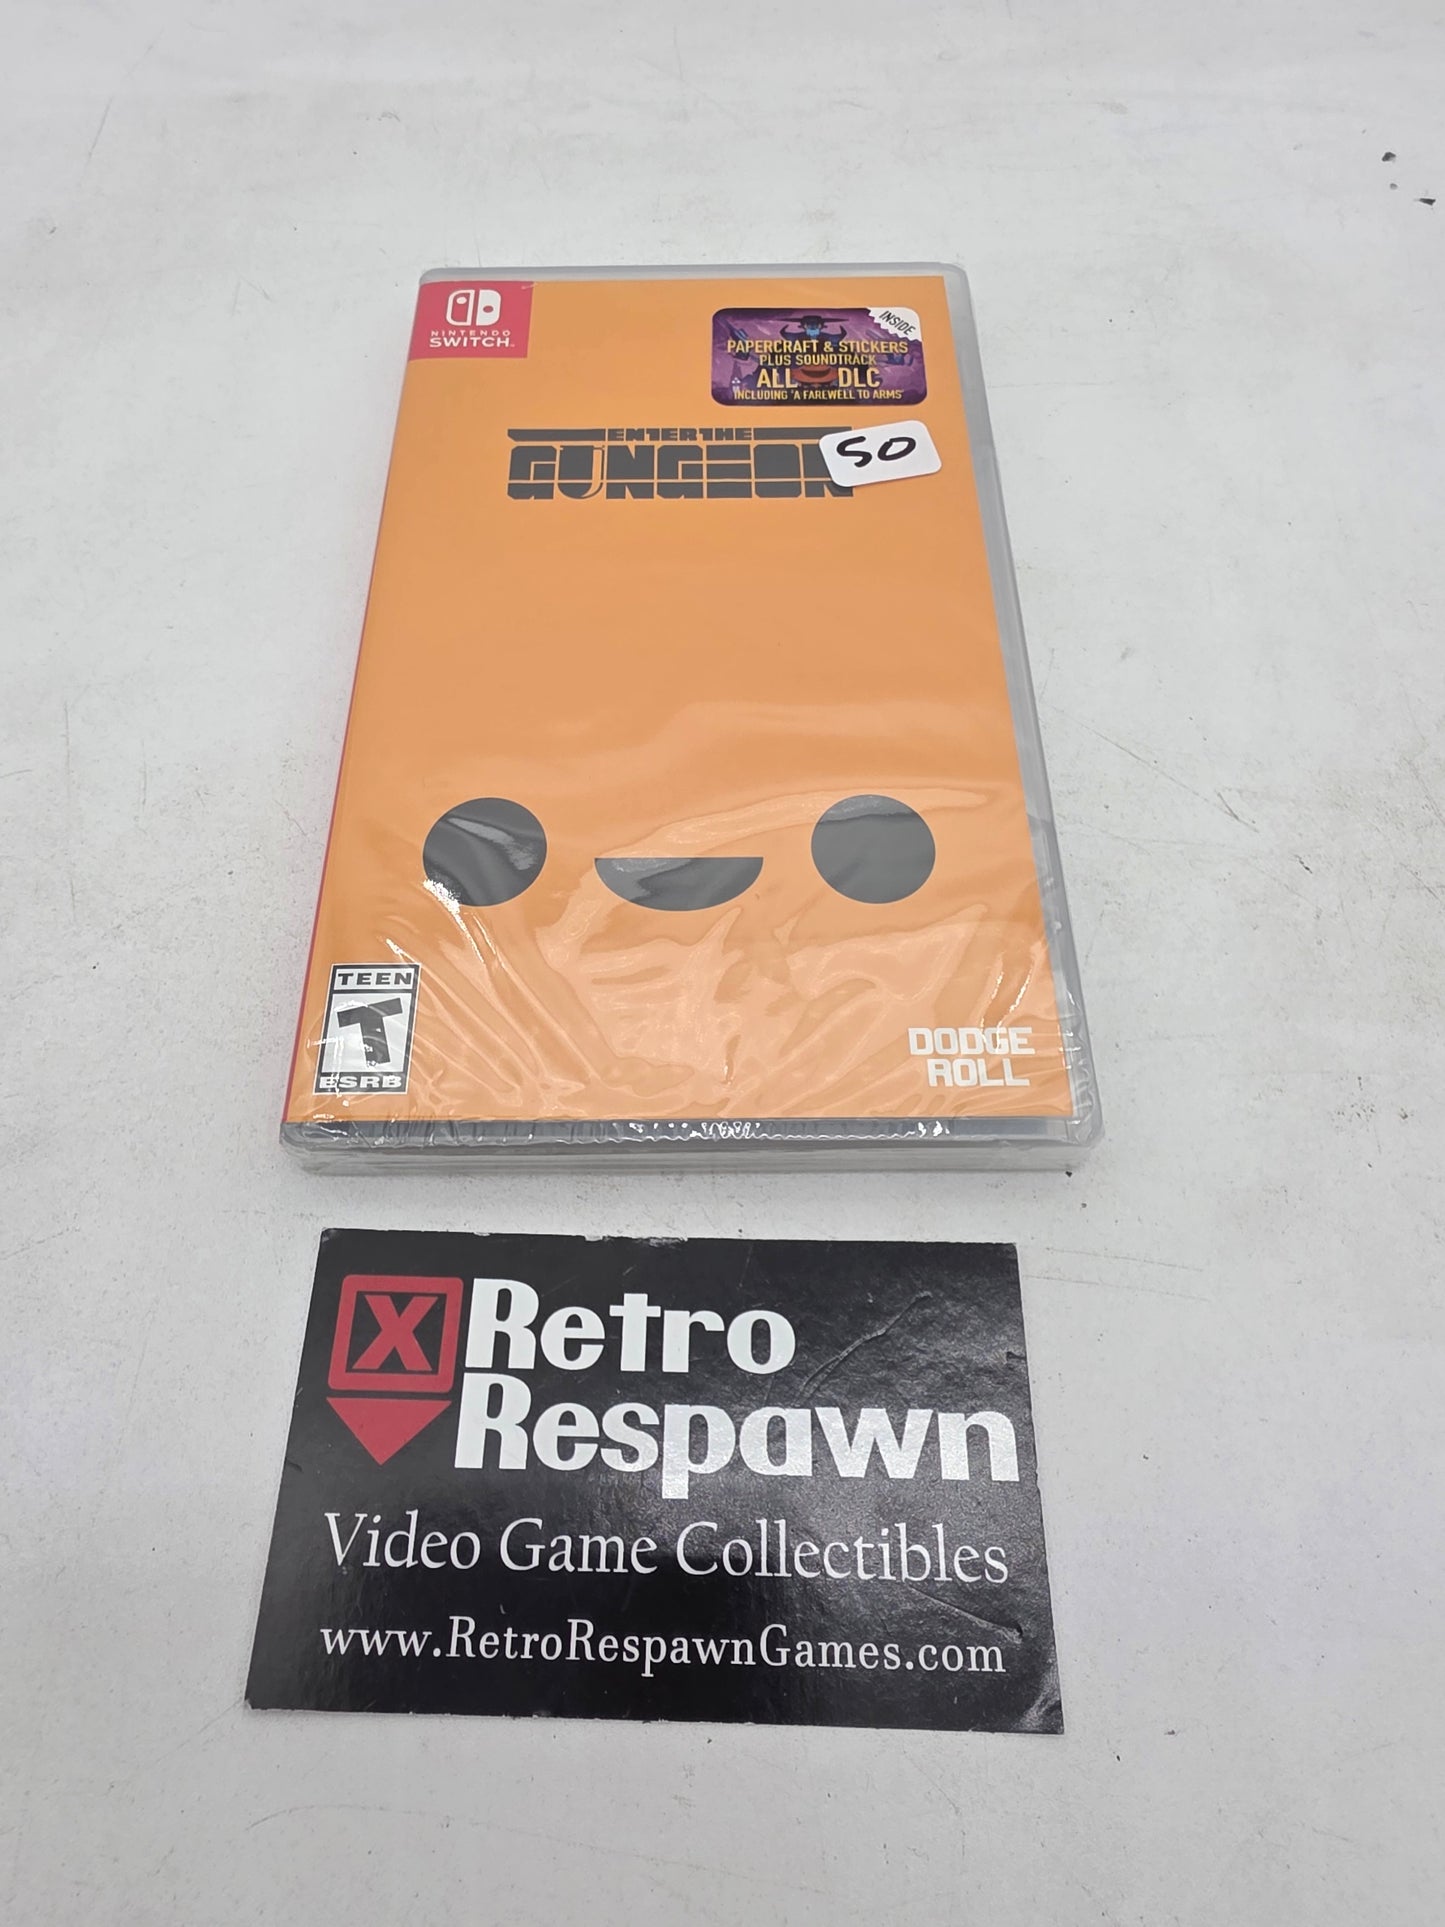 NINTENDO
SWITCH™
INSIDE
PAPERCRAFT & STICKERS
PLUS SOUNDTRACK
ALL DLC
INCLUDING 'A FAREWELL TO ARMS'
ENTER THE
GUNGEON
50
TEEN
T
ESRB
DODGE
ROLL
X Retro
Respawn
Video Game Collectibles
www.RetroRespawnGames.com